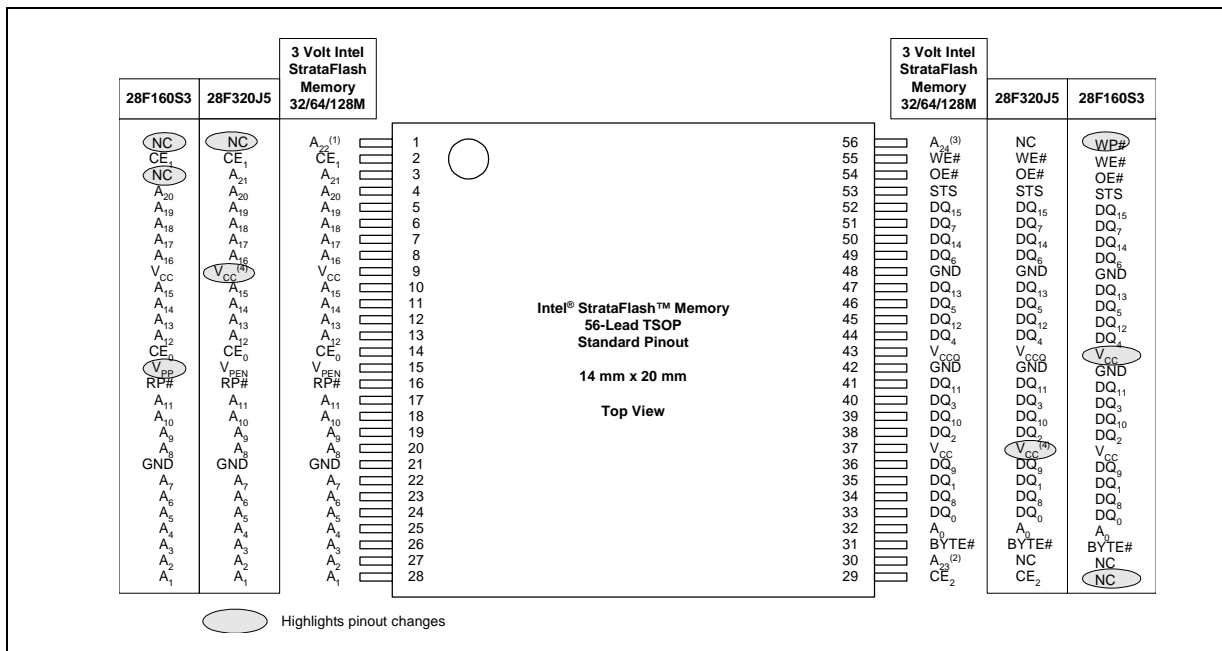 3 Volt Intel
StrataFlash
Memory
32/64/128M
3 Volt Intel
StrataFlash
Memory
32/64/128M
28F160S3 28F320J5
28F320J5 28F160S3
NC NC A22(1) 1 56 A24(3) NC WP#
CE1 CE1 CE1 2 55 WE# WE# WE#
NC A21 A21 3 54 OE# OE# OE#
A20 A20 A20 4 53 STS STS STS
A19 A19 A19 5 52 DQ15 DQ15 DQ15
A18 A18 A18 6 51 DQ7 DQ7 DQ7
A17 A17 A17 7 50 DQ14 DQ14 DQ14
A16 A16 A16 8 49 DQ6 DQ6 DQ6
VCC VCC(4) VCC 9 48 GND GND GND
A15 A15 A15 10 47 DQ13 DQ13 DQ13
A14 A14 A14 11 46 DQ5 DQ5 DQ5
A13 A13 A13 12 45 DQ12 DQ12 DQ12
A12 A12 A12 13 44 DQ4 DQ4 DQ4
CE0 CE0 CE0 14 43 VCCQ VCCQ VCC
VPP VPEN VPEN 15 42 GND GND GND
RP# RP# RP# 16 41 DQ11 DQ11 DQ11
A11 A11 A11 17 40 DQ3 DQ3 DQ3
A10 A10 A10 18 39 DQ10 DQ10 DQ10
A9 A9 A9 19 38 DQ2 DQ2 DQ2
A8 A8 A8 20 37 VCC VCC(4) VCC
GND GND GND 21 36 DQ9 DQ9 DQ9
A7 A7 A7 22 35 DQ1 DQ1 DQ1
A6 A6 A6 23 34 DQ8 DQ8 DQ8
A5 A5 A5 24 33 DQ0 DQ0 DQ0
A4 A4 A4 25 32 A0 A0 A0
A3 A3 A3 26 31 BYTE# BYTE# BYTE#
A2 A2 A2 27 30 A23(2) NC NC
A1 A1 A1 28 29 CE2 CE2 NC
Intel® StrataFlash™ Memory
56-Lead TSOP
Standard Pinout
14 mm x 20 mm
Top View
Highlights pinout changes